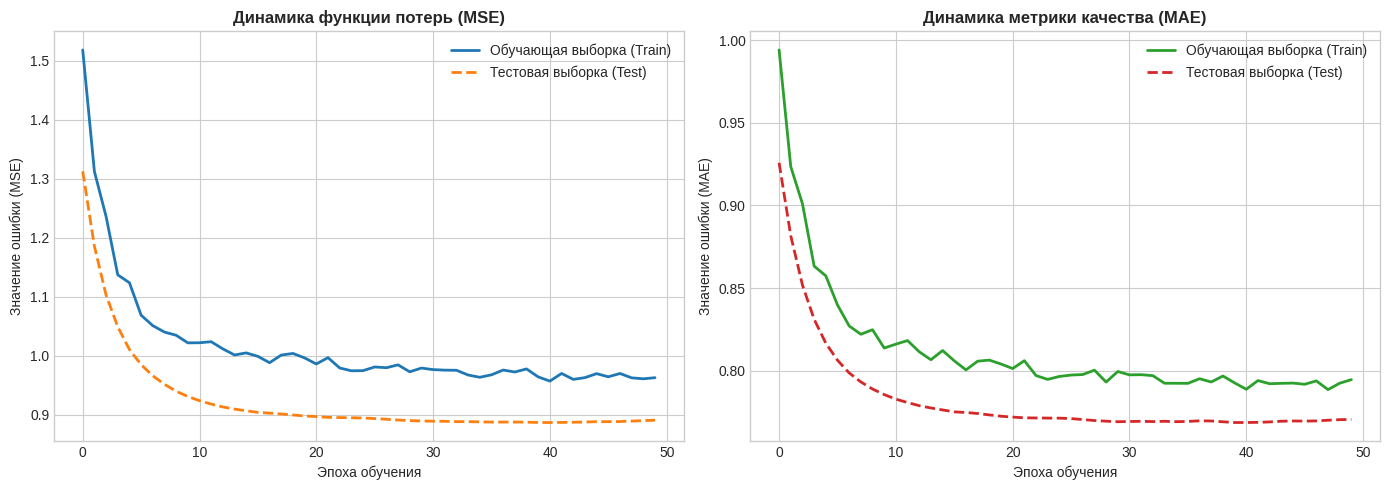 Динамика функции потерь (MSE)
Значение ошибки (MSE)
1.5
1.4
1.3
1.2
1.1
1.0
0.9
Обучающая выборка (Train)
Тестовая выборка (Test)
0 10 20 30 40 50
Эпоха обучения
Динамика метрики качества (MAE)
Значение ошибки (MAE)
1.00
0.95
0.90
0.85
0.80
Обучающая выборка (Train)
Тестовая выборка (Test)
0 10 20 30 40 50
Эпоха обучения